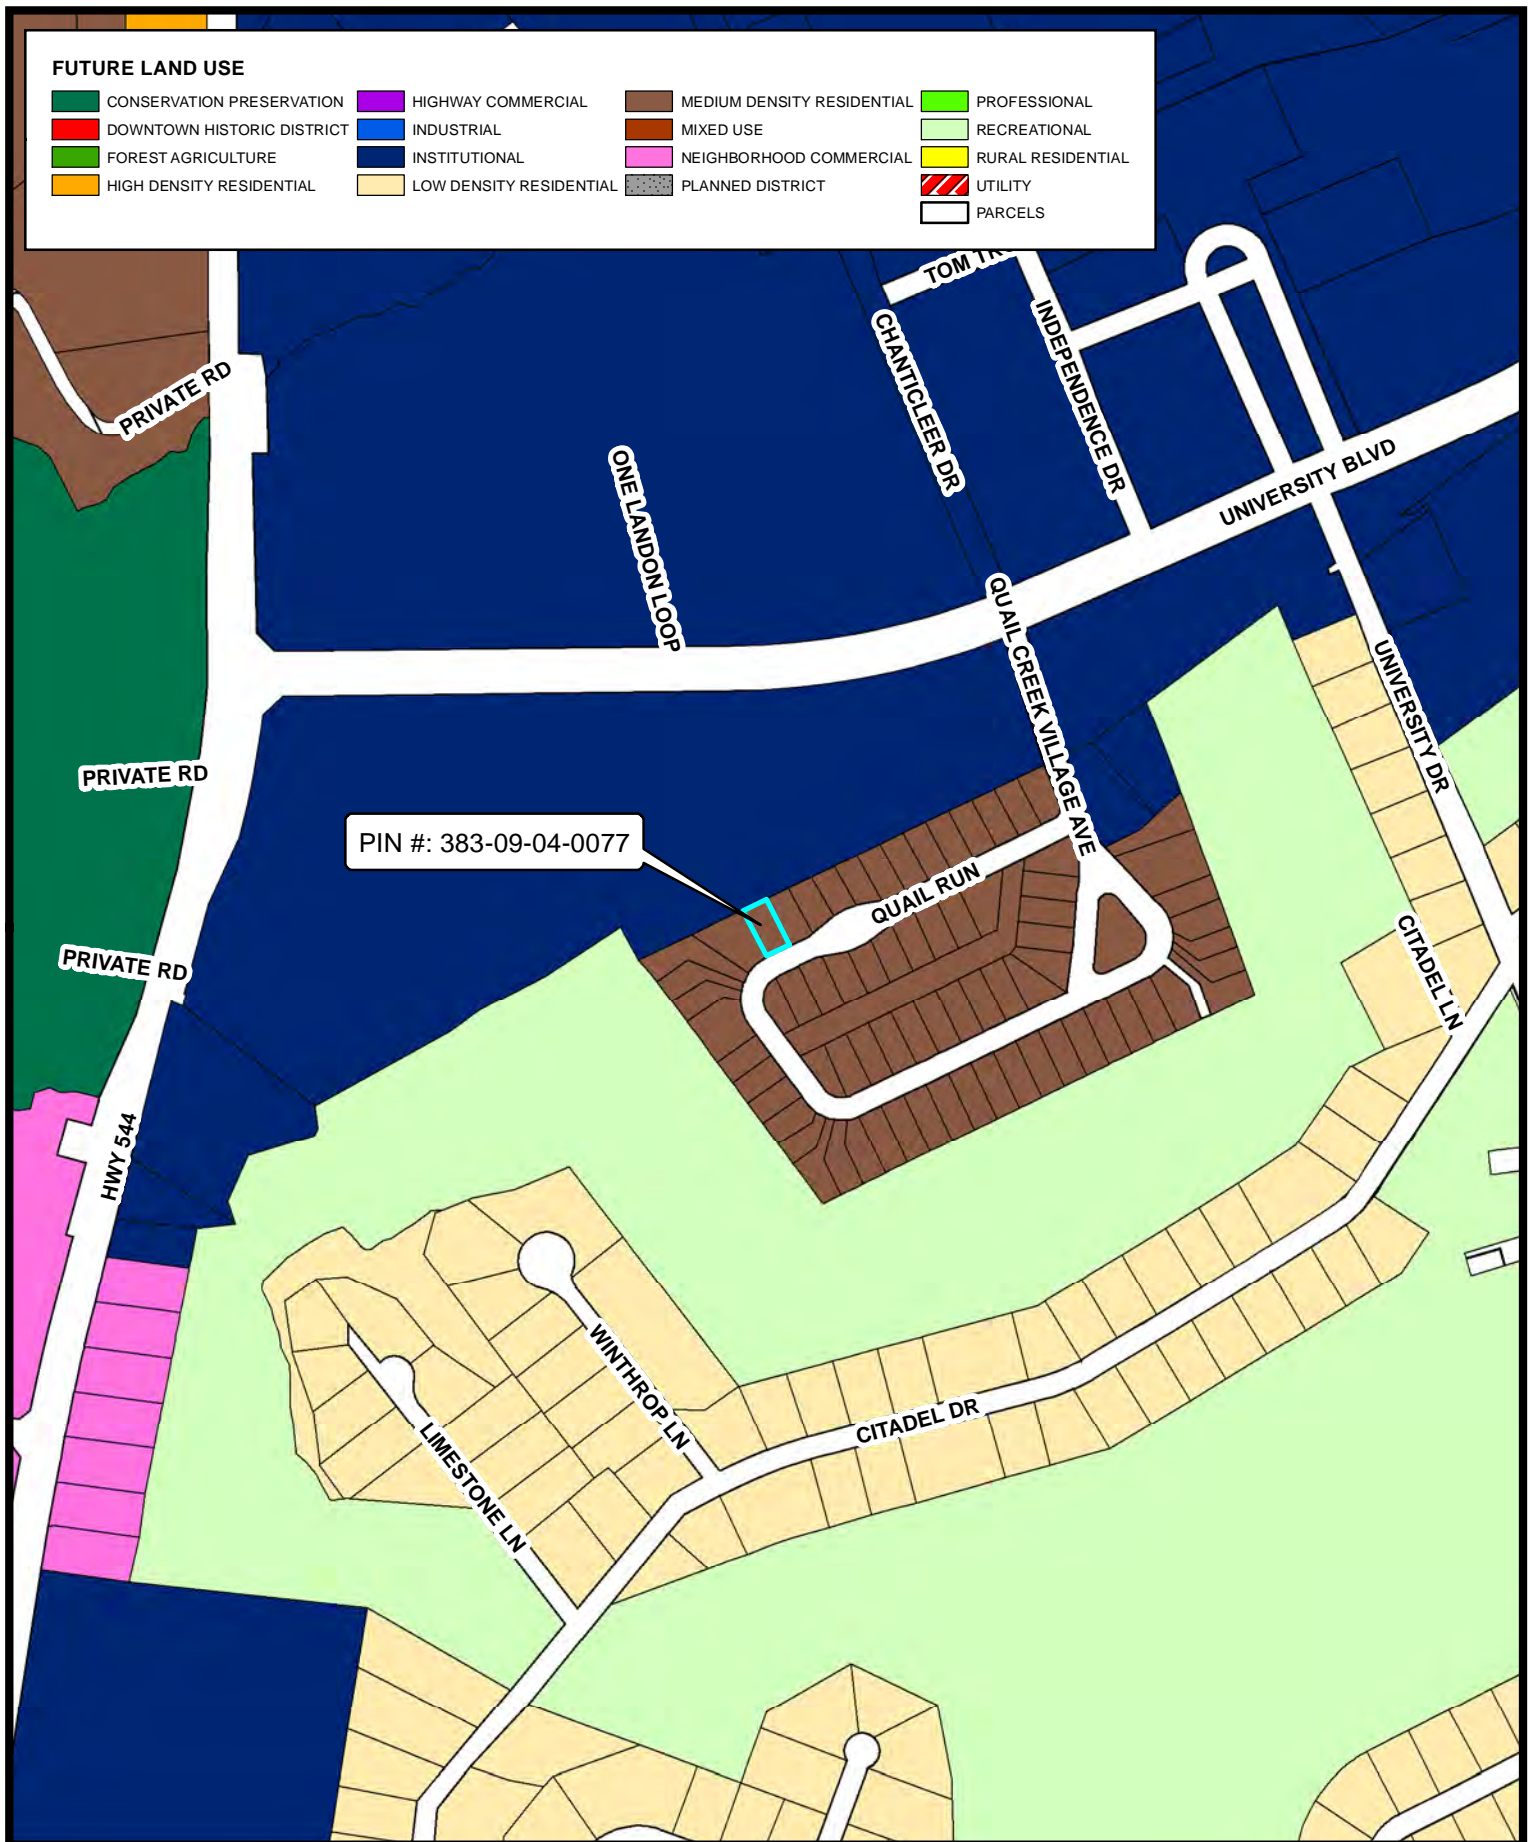 FUTURE LAND USE
CONSERVATION PRESERVATION
DOWNTOWN HISTORIC DISTRICT
FOREST AGRICULTURE
HIGH DENSITY RESIDENTIAL
HIGHWAY COMMERCIAL
INDUSTRIAL
INSTITUTIONAL
LOW DENSITY RESIDENTIAL
MEDIUM DENSITY RESIDENTIAL
MIXED USE
NEIGHBORHOOD COMMERCIAL
PLANNED DISTRICT
PROFESSIONAL
RECREATIONAL
RURAL RESIDENTIAL
UTILITY
PARCELS
TOM
PRIVATE RD
CHANTICLEER DR
INDEPENDENCE DR
ONE LANDON LOOP
UNIVERSITY BLVD
QUAIL CREEK VILLAGE AVE
UNIVERSITY DR
PRIVATE RD
PIN #: 383-09-04-0077
QUAIL RUN
PRIVATE RD
CITADEL LN
HWY 544
WINTHROP LN
CITADEL DR
LIMESTONE LN